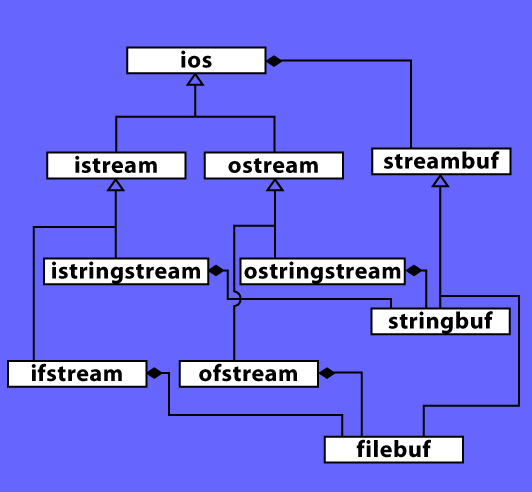 ios
istream
ostream
streambuf
istringstream
ostringstream
stringbuf
ifstream
ofstream
filebuf